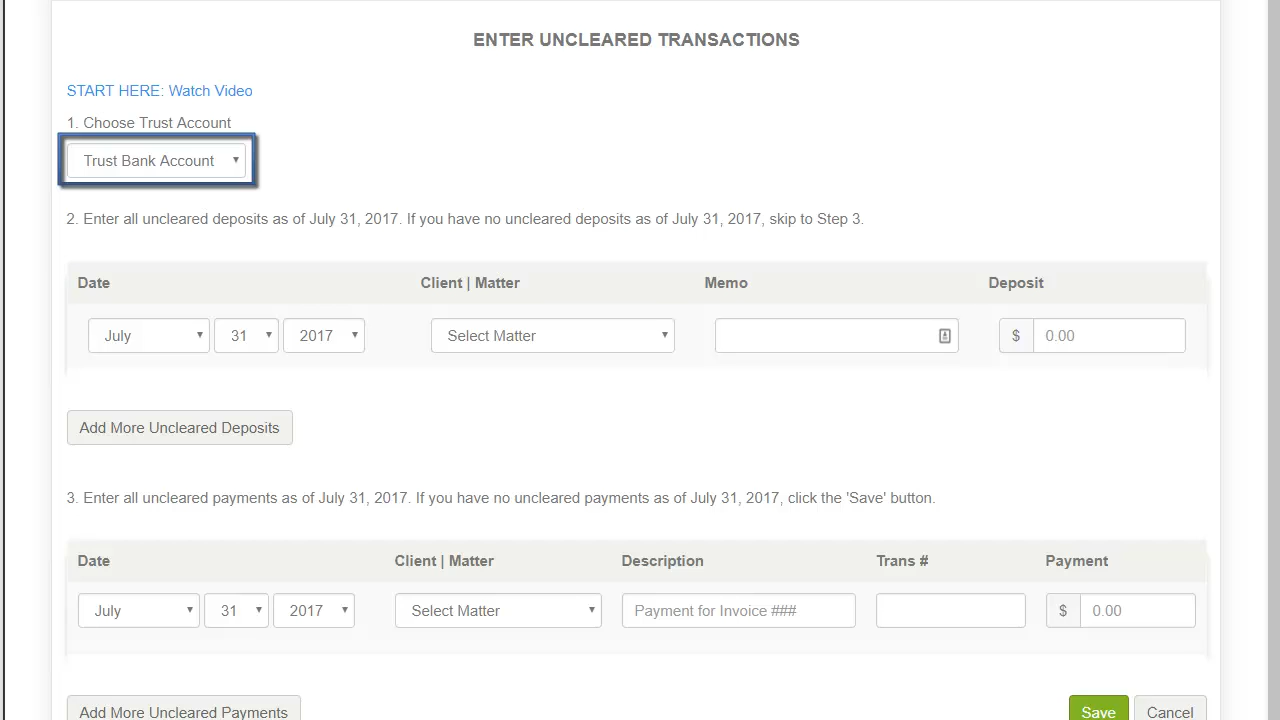 ENTER UNCLEARED TRANSACTIONS
START HERE: Watch Video
1. Choose Trust Account
Trust Bank Account
2. Enter all uncleared deposits as of July 31, 2017. If you have no uncleared deposits as of July 31, 2017, skip to Step 3.
Date Client | Matter Memo Deposit
July 31 2017 Select Matter $ 0.00
Add More Uncleared Deposits
3. Enter all uncleared payments as of July 31, 2017. If you have no uncleared payments as of July 31, 2017, click the 'Save' button.
Date Client | Matter Description Trans # Payment
July 31 2017 Select Matter Payment for Invoice ### $ 0.00
Add More Uncleared Payments Save Cancel